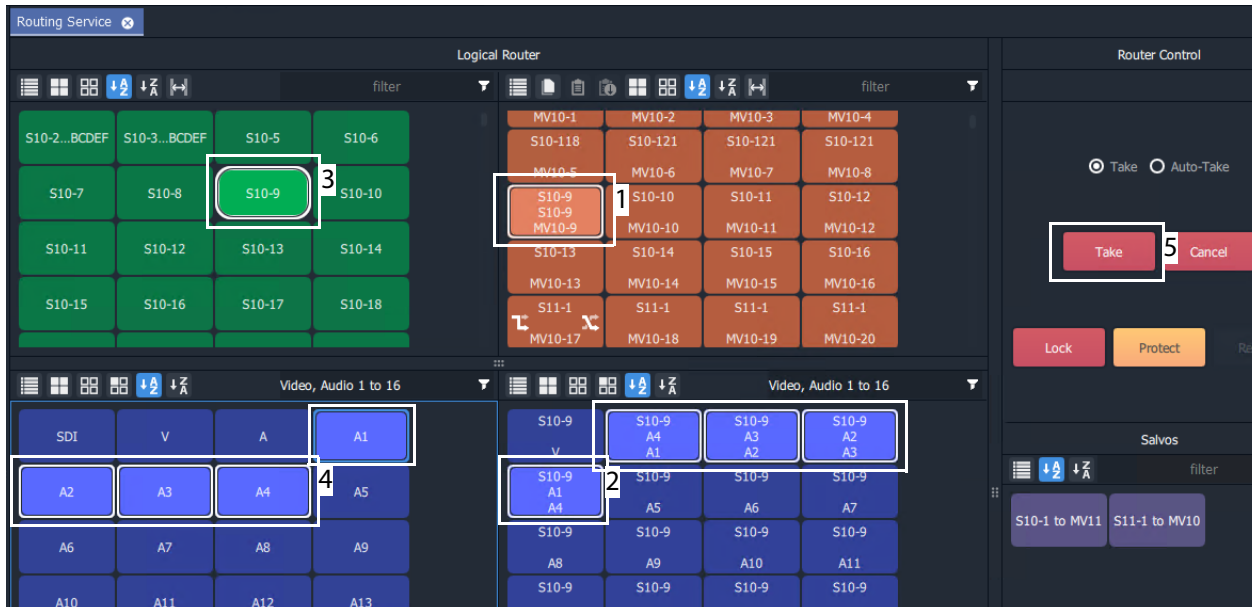 Routing Service
Logical Router
Router Control
filter
filter
S10-2...BCDEF S10-3...BCDEF S10-5 S10-6
S10-7 S10-8 S10-9 S10-10
3
S10-11 S10-12 S10-13 S10-14
S10-15 S10-16 S10-17 S10-18
MV10-1 MV10-2 MV10-3 MV10-4
S10-118 S10-121 S10-121 S10-121
MV10-5 MV10-6 MV10-7 MV10-8
1
S10-9 S10-10 S10-11 S10-12
S10-9
MV10-9 MV10-10 MV10-11 MV10-12
S10-13 S10-14 S10-15 S10-16
MV10-13 MV10-14 MV10-15 MV10-16
S11-1 S11-1 S11-1 S11-1
MV10-17 MV10-18 MV10-19 MV10-20
Take Auto-Take
Take 5 Cancel
Lock Protect Re
Video, Audio 1 to 16
SDI V A A1
A2 A3 A4 4 A5
A6 A7 A8 A9
A10 A11 A12 A13
Video, Audio 1 to 16
S10-9 S10-9 S10-9 S10-9
A4 A3 A2
V A1 A2 A3
S10-9 2 S10-9 S10-9 S10-9
A1
A4 A5 A6 A7
S10-9 S10-9 S10-9 S10-9
A8 A9 A10 A11
S10-9 S10-9 S10-9 S10-9
Salvos
filter
S10-1 to MV11 S11-1 to MV10